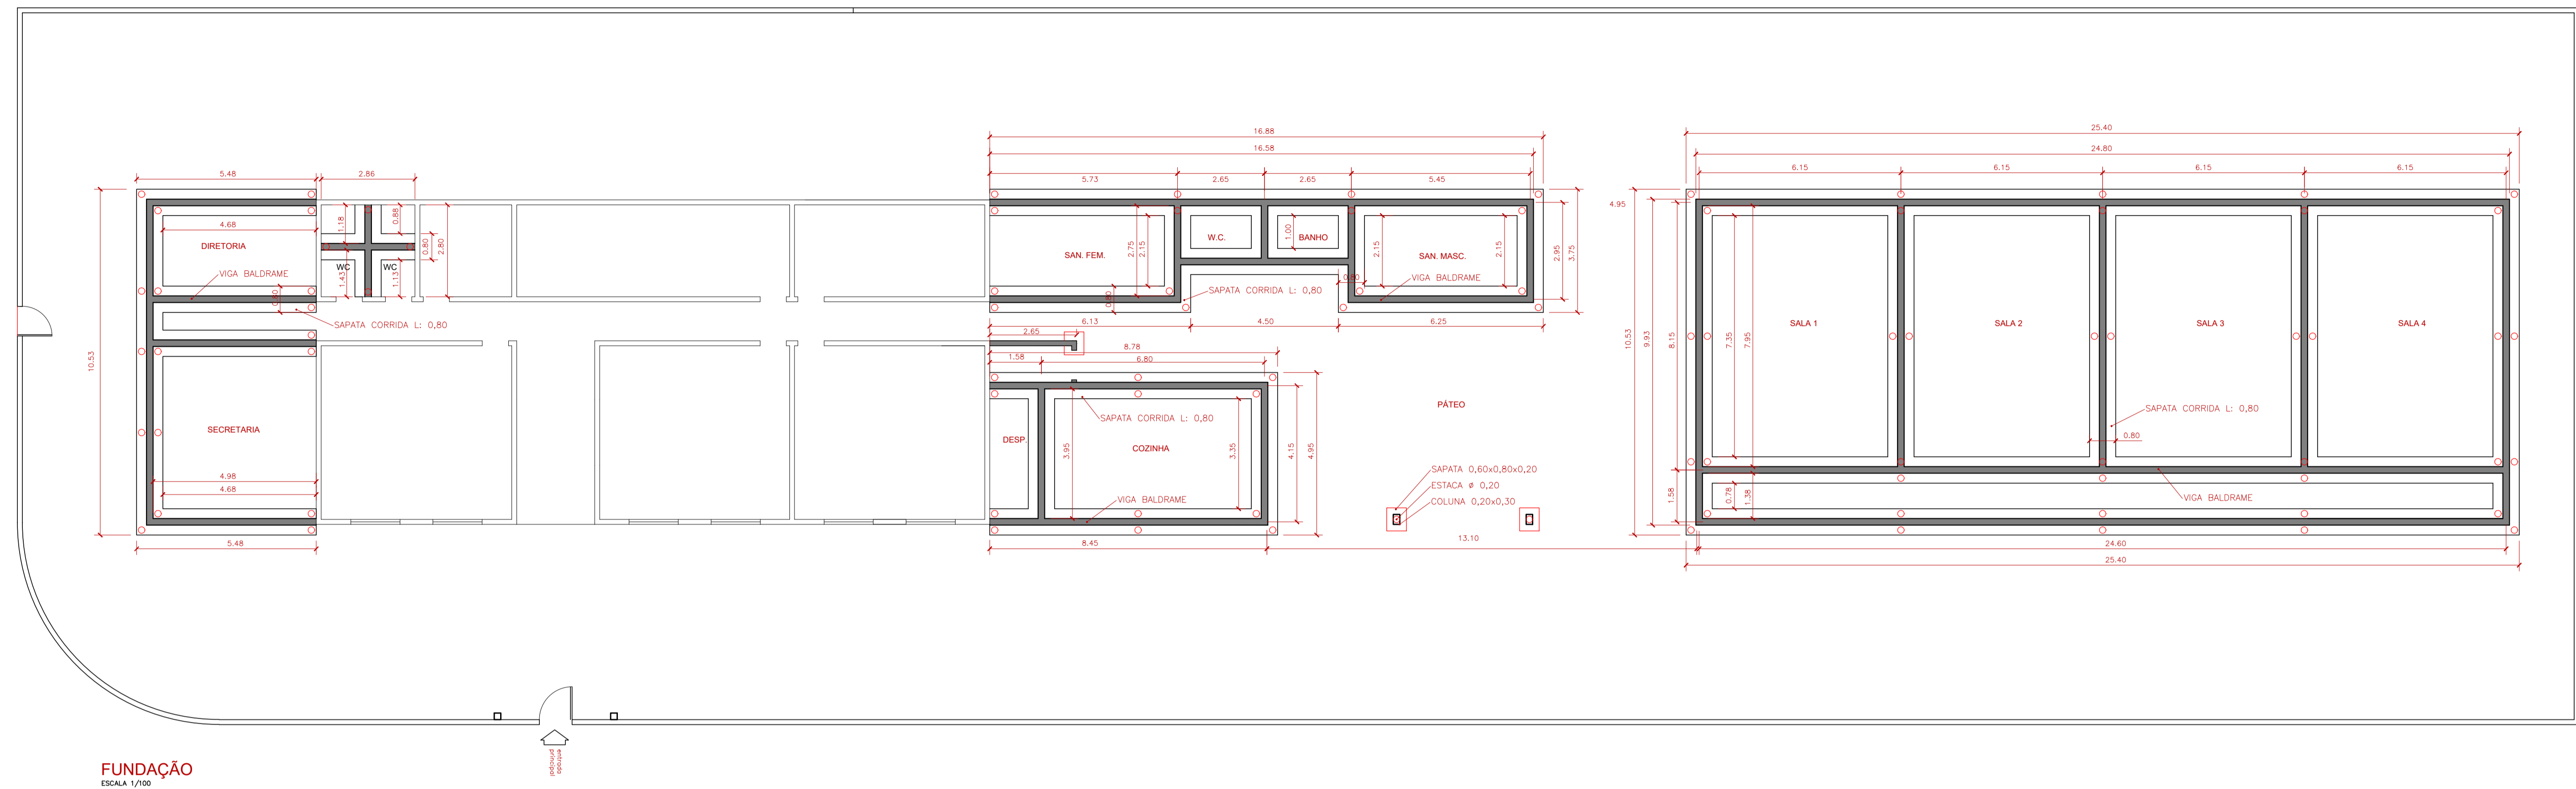 25.40
16.88
24.80
16.58
5.48
2.86
5.73
2.65
2.65
5.45
6.15
6.15
6.15
6.15
4.95
1.18
0.88
0.80
2.80
4.68
DIRETORIA
WC
WC
1.43
1.13
VIGA BALDRAME
0.80
SAPATA CORRIDA L: 0,80
SAN. FEM.
2.75
2.15
0.80
W.C.
1.00
BANHO
2.15
SAN. MASC.
2.15
2.95
3.75
0.80
VIGA BALDRAME
SAPATA CORRIDA L: 0,80
6.13
4.50
6.25
2.65
8.78
1.58
6.80
10.53
SECRETARIA
4.98
4.68
5.48
SAPATA CORRIDA L: 0,80
DESP.
3.95
COZINHA
3.35
4.15
4.95
VIGA BALDRAME
8.45
PÁTEO
SAPATA 0,60x0,80x0,20
ESTACA ø 0,20
COLUNA 0,20x0,30
13.10
10.53
9.93
8.15
1.58
SALA 1
SALA 2
SALA 3
SALA 4
7.35
7.95
SAPATA CORRIDA L: 0,80
0.80
VIGA BALDRAME
0.78
1.38
24.60
25.40
entrada
principal
FUNDAÇÃO
ESCALA 1/100